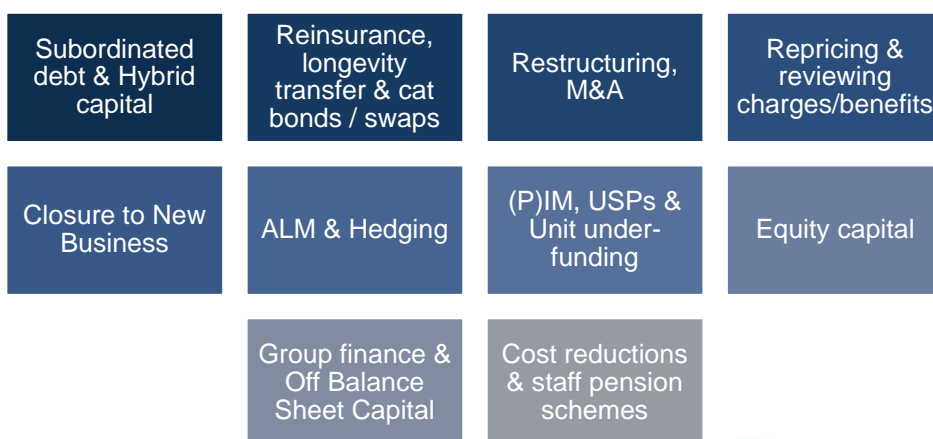 Subordinated
debt & Hybrid
capital
Reinsurance,
longevity
transfer & cat
bonds / swaps
Restructuring,
M&A
Repricing &
reviewing
charges/benefits
Closure to New
Business
ALM & Hedging
(P)IM, USPs &
Unit under-
funding
Equity capital
Group finance &
Off Balance
Sheet Capital
Cost reductions
& staff pension
schemes